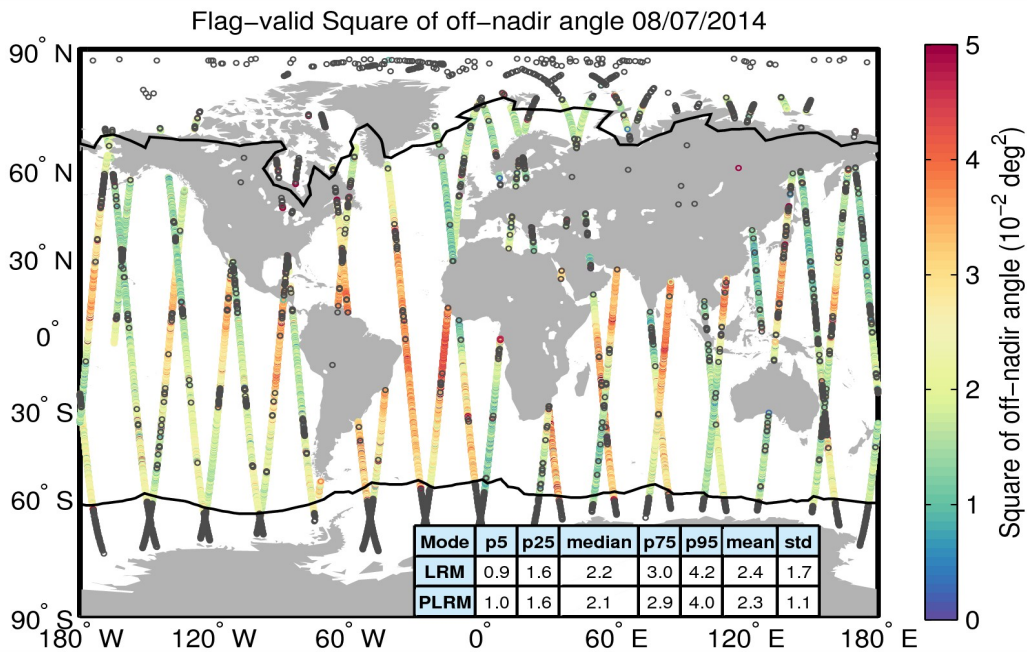 Flag−valid Square of off−nadir angle 08/07/2014
90° N
60° N
30° N
0°
30° S
60° S
90° S
180° W
120° W
60° W
0°
60° E
120° E
180° E
Mode p5 p25 median p75 p95 mean std
LRM 0.9 1.6 2.2 3.0 4.2 2.4 1.7
PLRM 1.0 1.6 2.1 2.9 4.0 2.3 1.1
5
4
3
2
1
0
Square of off−nadir angle (10⁻² deg²)